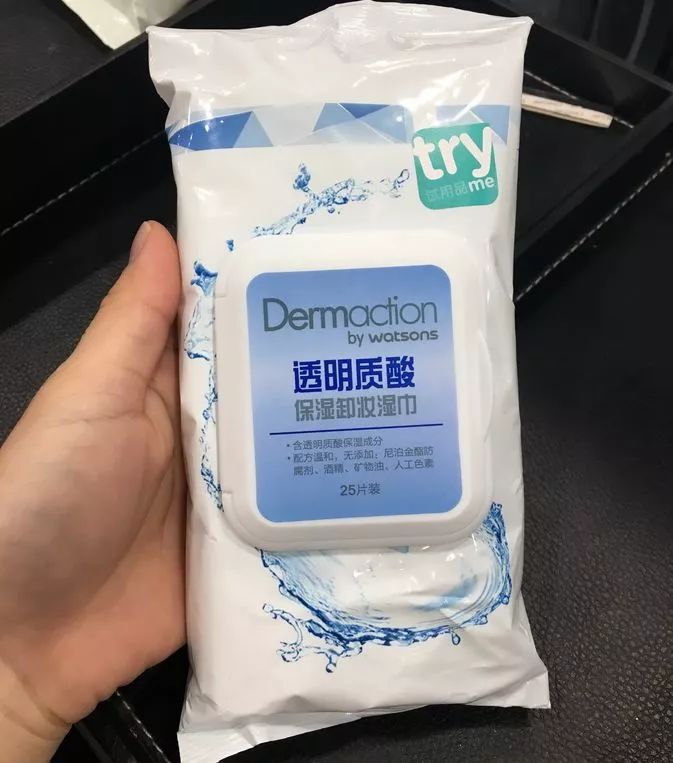 try
试用品me
Dermaction
by watsons
透明质酸
保湿卸妆湿巾
·含透明质酸保湿成分
·配方温和，无添加：尼泊金酯防
腐剂、酒精、矿物油、人工色素
25片装